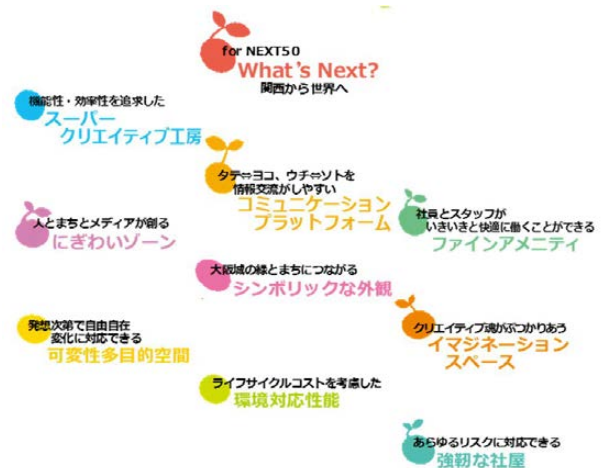 for NEXT50
What's Next?
関西から世界へ
機能性・効率性を追求した
スーパー
クリエイティブ工房
タテ⇔ヨコ、ウチ⇔ソトを
情報交流がしやすい
コミュニケーション
プラットフォーム
人とまちとメディアが創る
にぎわいゾーン
社員とスタッフが
いきいきと快適に働くことができる
ファインアメニティ
大阪城の緑とまちにつながる
シンボリックな外観
発想次第で自由自在
変化に対応できる
可変性多目的空間
クリエイティブ魂がぶつかりあう
イマジネーション
スペース
ライフサイクルコストを考慮した
環境対応性能
あらゆるリスクに対応できる
強靭な社屋